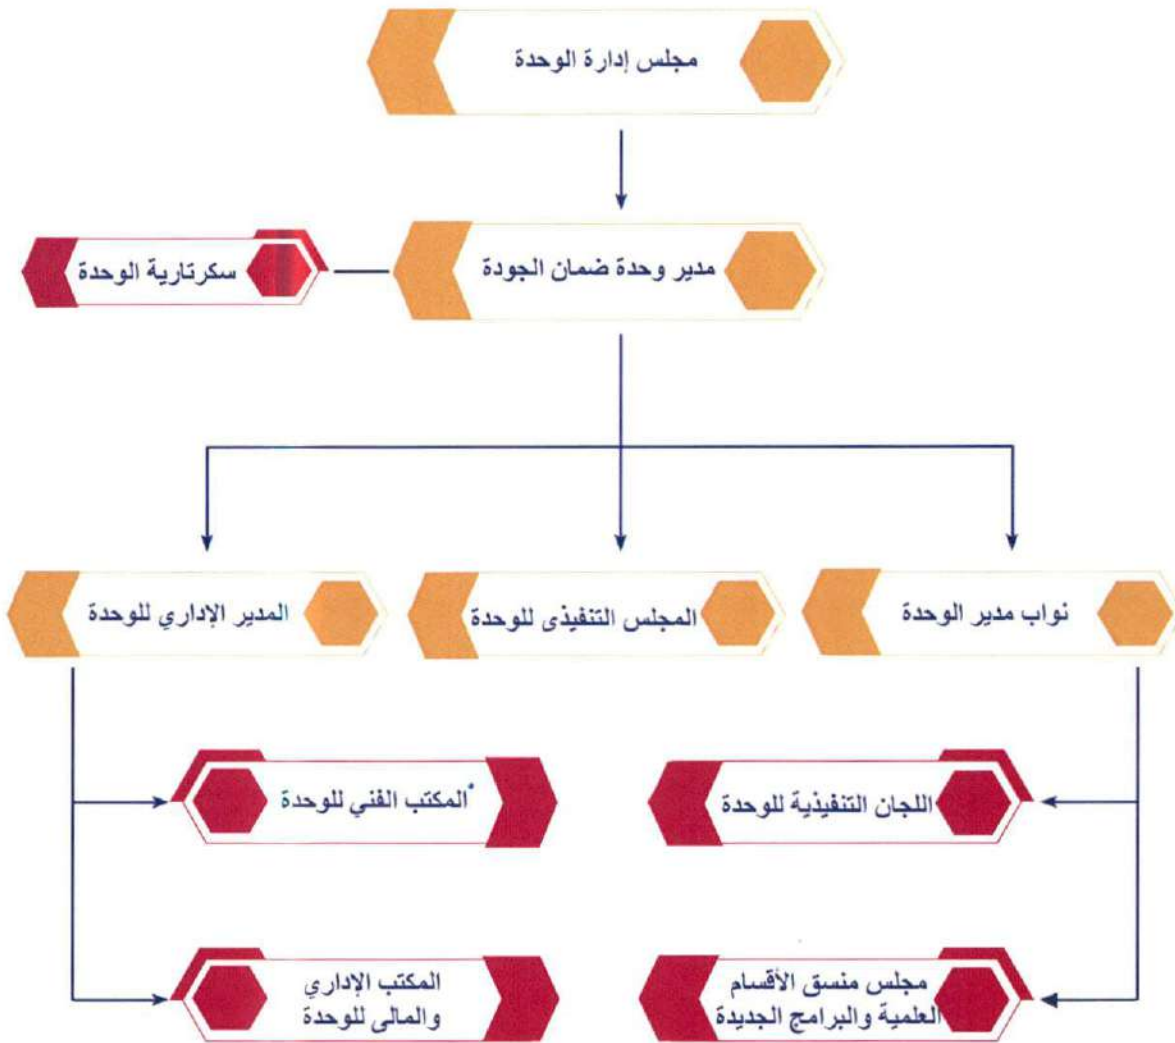 مجلس إدارة الوحدة
مدير وحدة ضمان الجودة
سكرتارية الوحدة
نواب مدير الوحدة
المجلس التنفيذى للوحدة
المدير الإداري للوحدة
اللجان التنفيذية للوحدة
*المكتب الفني للوحدة
مجلس منسق الأقسام
العلمية والبرامج الجديدة
المكتب الإداري
والمالى للوحدة